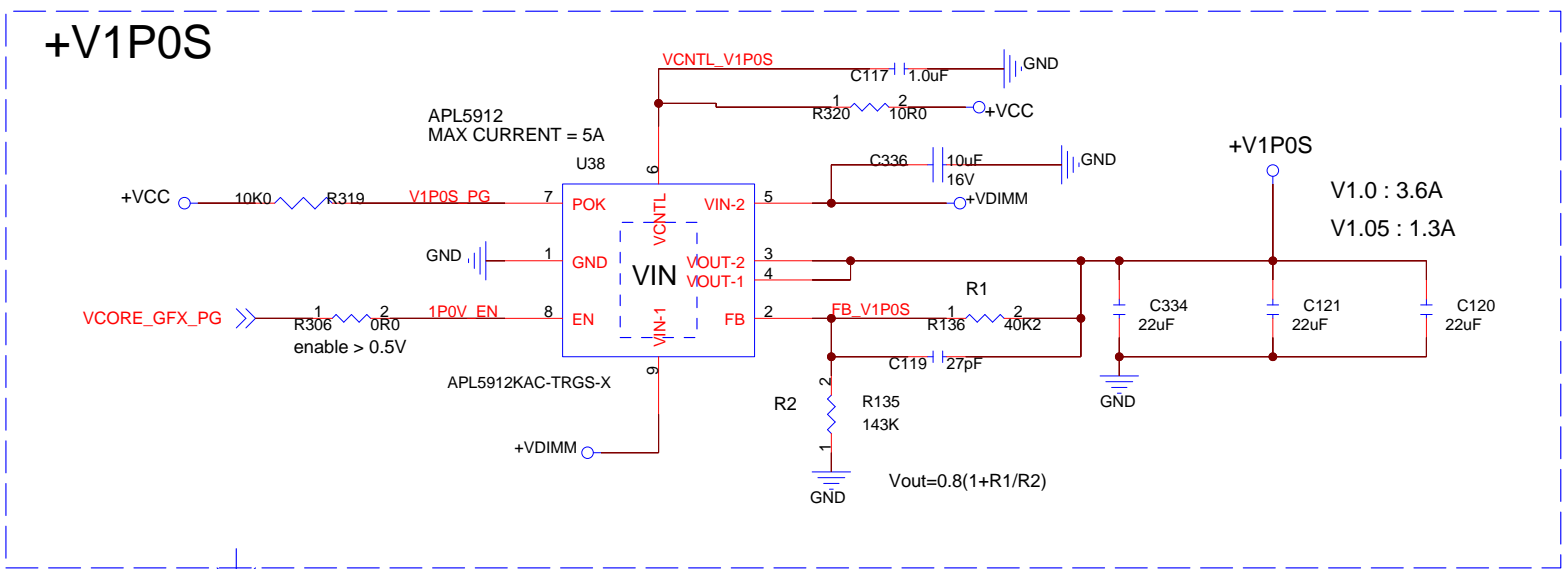 +V1P0S
VCNTL_V1P0S
C117
1.0uF
GND
1
2
R320
10R0
+VCC
APL5912
MAX CURRENT = 5A
U38
6
C336
10uF
16V
GND
+V1P0S
+VCC
10K0
R319
V1P0S_PG
7
POK
VCNTL
VIN-2
5
+VDIMM
V1.0 : 3.6A
V1.05 : 1.3A
GND
1
GND
VIN
VOUT-2
3
VOUT-1
4
VCORE_GFX_PG
1
2
R306
0R0
1P0V_EN
8
EN
VIN-1
FB
2
FB_V1P0S
R1
1
2
R136
40K2
enable > 0.5V
C334
22uF
C121
22uF
C120
22uF
C119
27pF
APL5912KAC-TRGS-X
9
GND
R2
2
R135
143K
1
+VDIMM
GND
Vout=0.8(1+R1/R2)